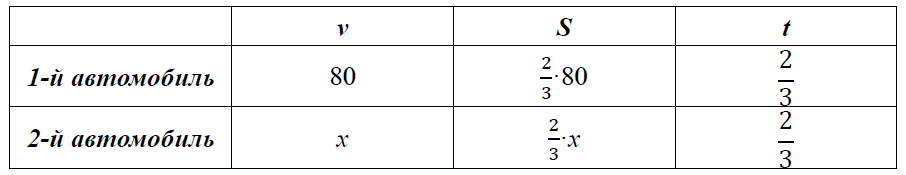 v S t
1-й автомобиль 80 2/3·80 2/3
2-й автомобиль x 2/3·x 2/3